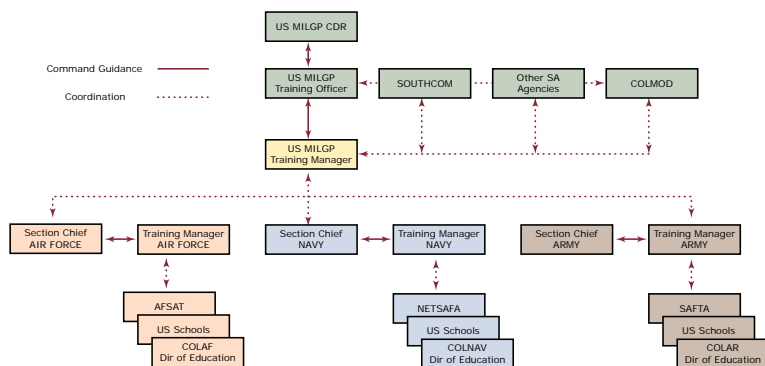 US MILGP CDR
Command Guidance
US MILGP
Training Officer
SOUTHCOM
Other SA
Agencies
COLMOD
Coordination
US MILGP
Training Manager
Section Chief
AIR FORCE
Training Manager
AIR FORCE
Section Chief
NAVY
Training Manager
NAVY
Section Chief
ARMY
Training Manager
ARMY
AFSAT
US Schools
COLAF
Dir of Education
NETSAFA
US Schools
COLNAV
Dir of Education
SAFTA
US Schools
COLAR
Dir of Education